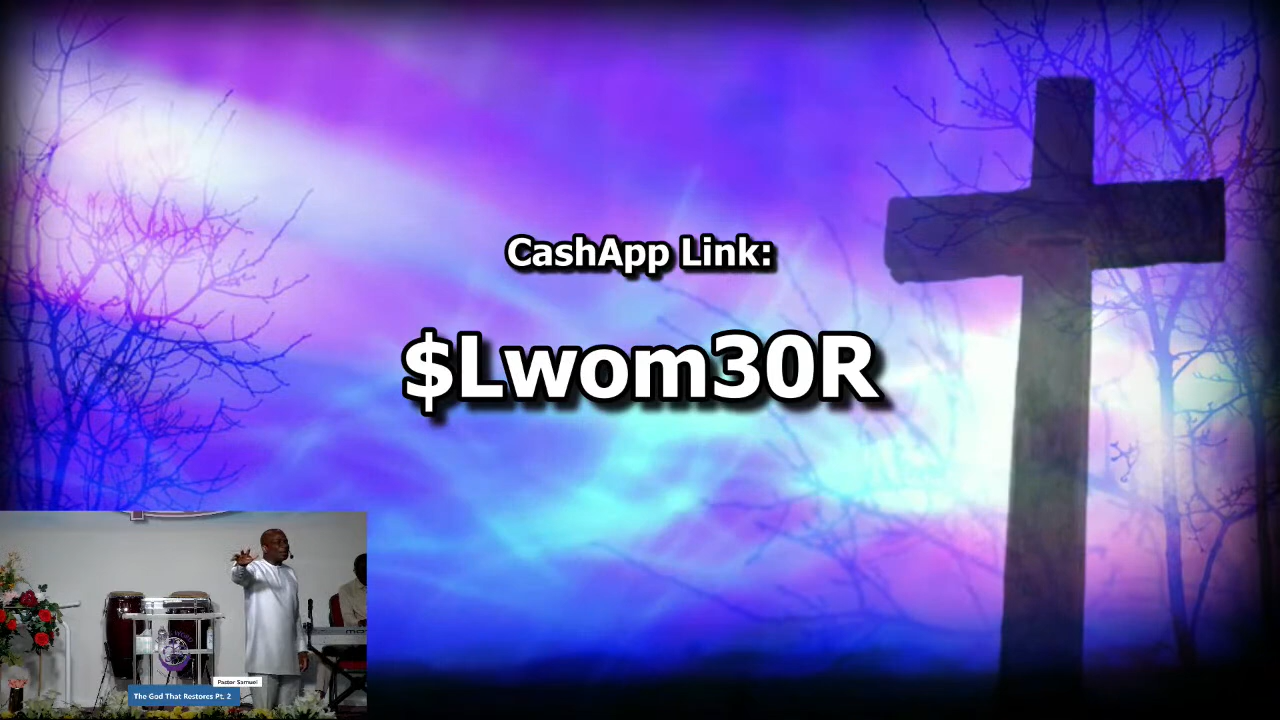 CashApp Link:
$Lwom30R
Pastor Samuel
The God That Restores Pt. 2